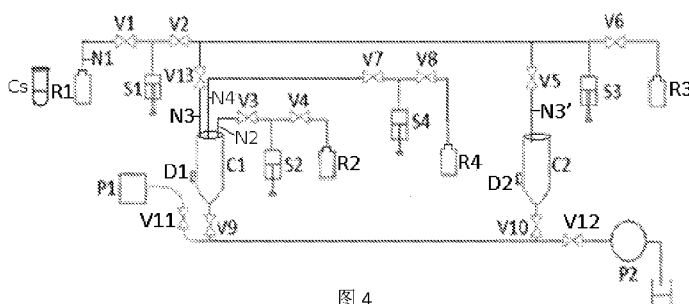 V1 V2 V6
N1
Cs R1 S1 V13 N4 V7 V8 V5 S3 R3
N3 V3 V4 S4 N3'
N2
D1 C1 S2 R2 R4 D2 C2
P1
V11 V9 V10 V12
P2
图 4